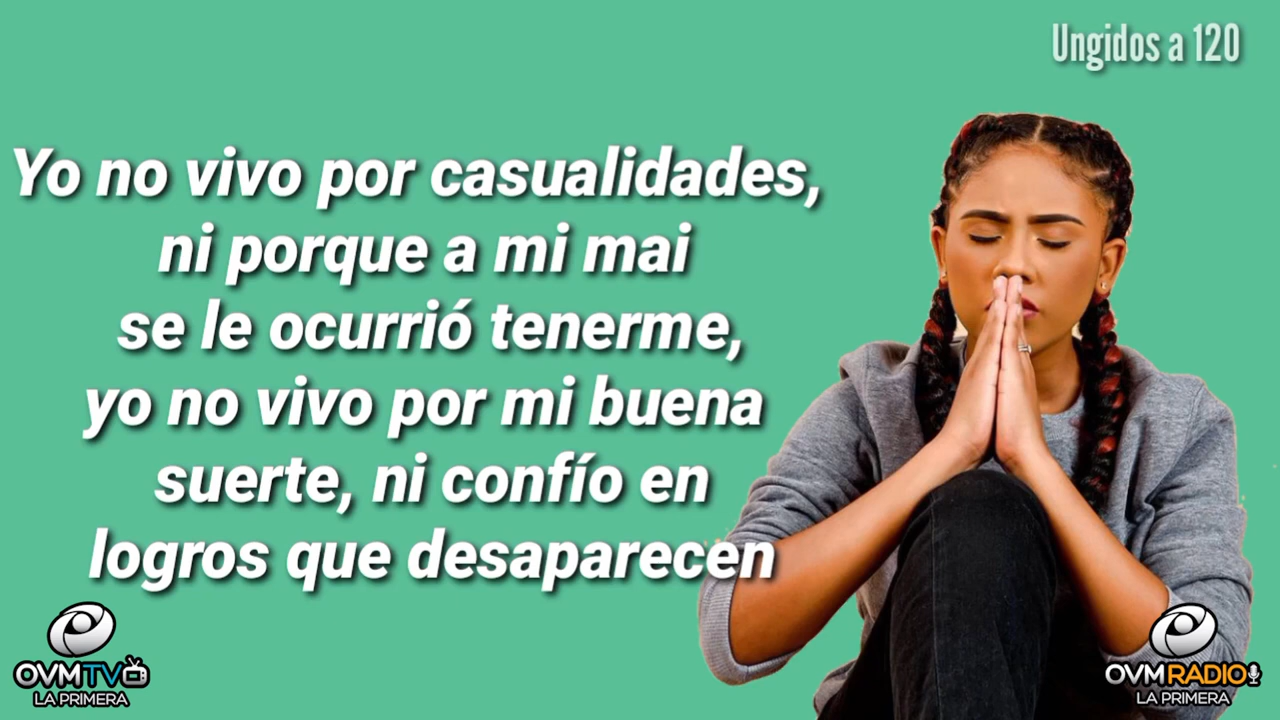 Ungidos a 120
Yo no vivo por casualidades,
ni porque a mi mai
se le ocurrió tenerme,
yo no vivo por mi buena
suerte, ni confío en
logros que desaparecen
OVMTV
LA PRIMERA
OVMRADIO
LA PRIMERA